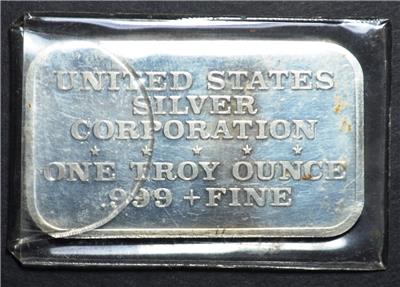 UNITED STATES
SILVER
CORPORATION
ONE TROY OUNCE
.999 + FINE